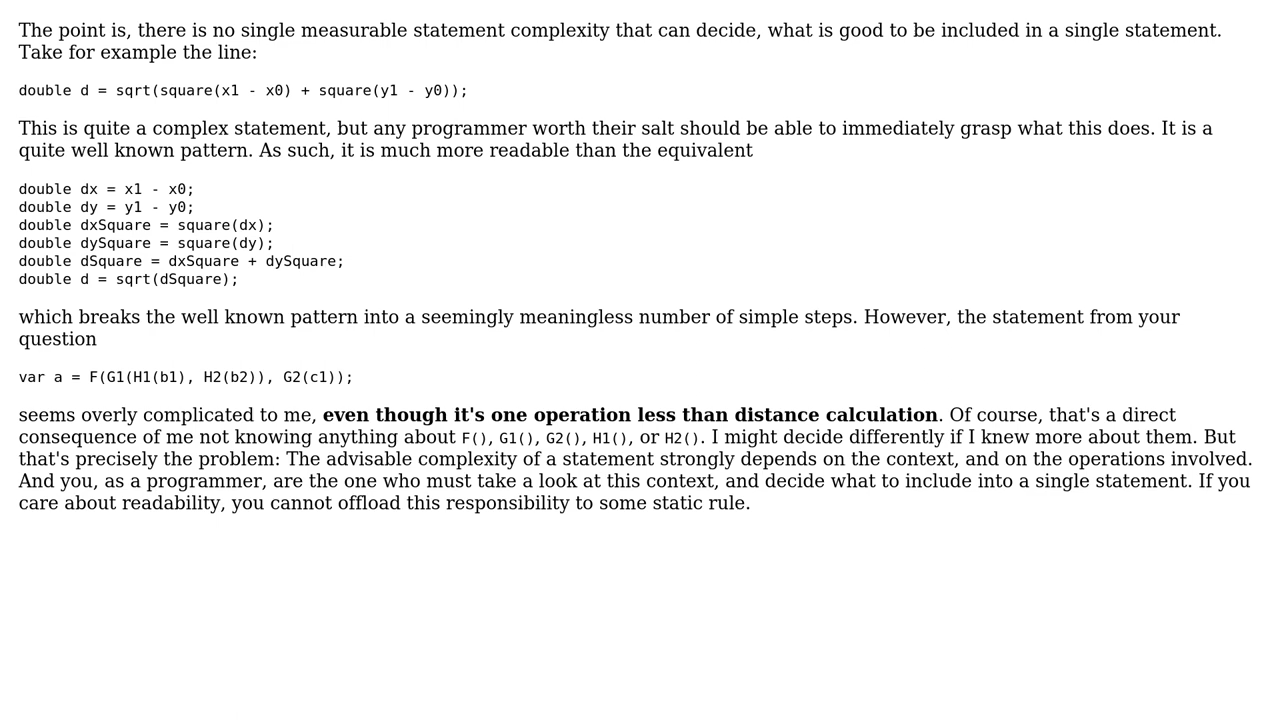 The point is, there is no single measurable statement complexity that can decide, what is good to be included in a single statement.
Take for example the line:
double d = sqrt(square(x1 - x0) + square(y1 - y0));
This is quite a complex statement, but any programmer worth their salt should be able to immediately grasp what this does. It is a
quite well known pattern. As such, it is much more readable than the equivalent
double dx = x1 - x0;
double dy = y1 - y0;
double dxSquare = square(dx);
double dySquare = square(dy);
double dSquare = dxSquare + dySquare;
double d = sqrt(dSquare);
which breaks the well known pattern into a seemingly meaningless number of simple steps. However, the statement from your
question
var a = F(G1(H1(b1), H2(b2)), G2(c1));
seems overly complicated to me, even though it's one operation less than distance calculation. Of course, that's a direct
consequence of me not knowing anything about F(), G1(), G2(), H1(), or H2(). I might decide differently if I knew more about them. But
that's precisely the problem: The advisable complexity of a statement strongly depends on the context, and on the operations involved.
And you, as a programmer, are the one who must take a look at this context, and decide what to include into a single statement. If you
care about readability, you cannot offload this responsibility to some static rule.